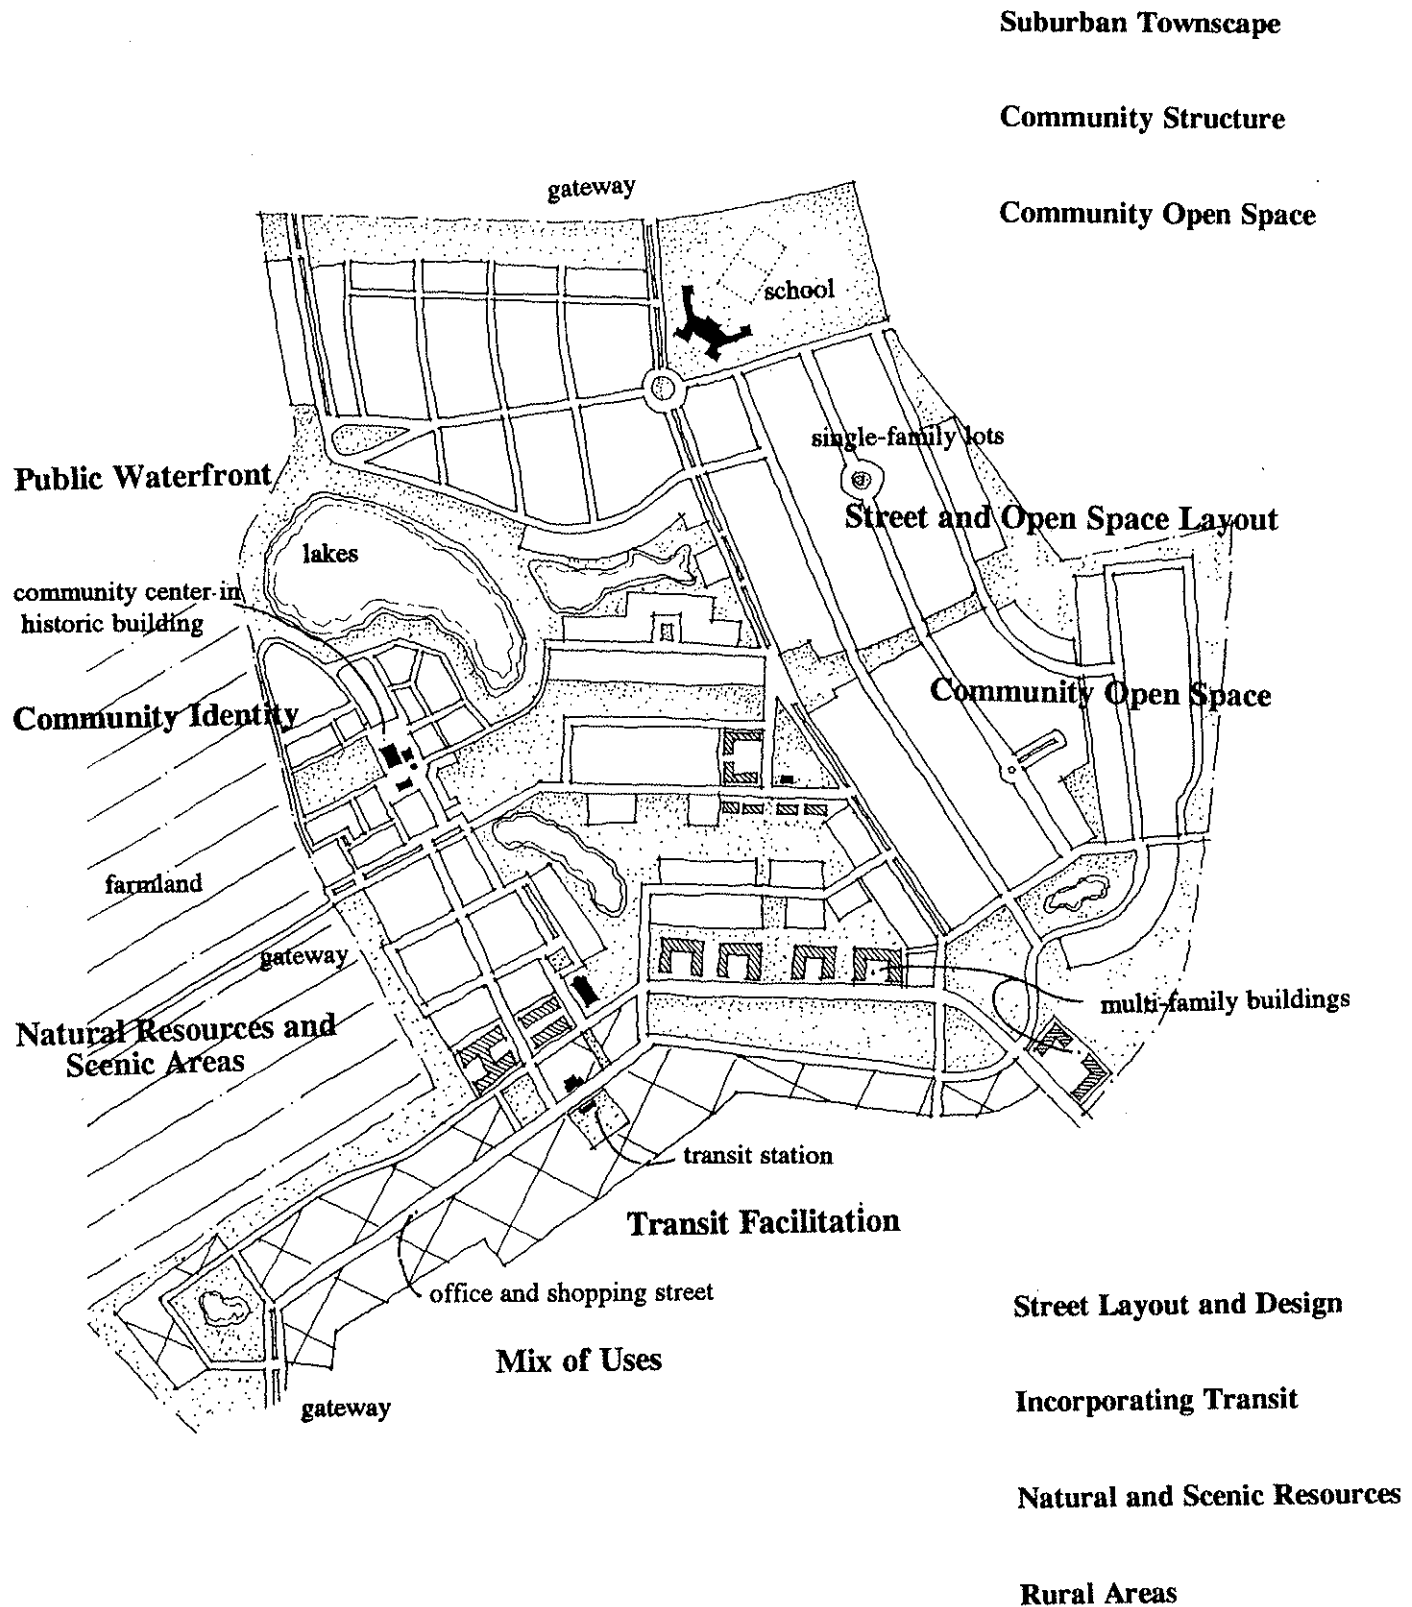 Suburban Townscape
Community Structure
gateway
Community Open Space
school
single-family lots
Public Waterfront
Street and Open Space Layout
lakes
community center in
historic building
Community Identity
Community Open Space
farmland
gateway
multi-family buildings
Natural Resources and
Scenic Areas
transit station
Transit Facilitation
office and shopping street
Street Layout and Design
Mix of Uses
gateway
Incorporating Transit
Natural and Scenic Resources
Rural Areas